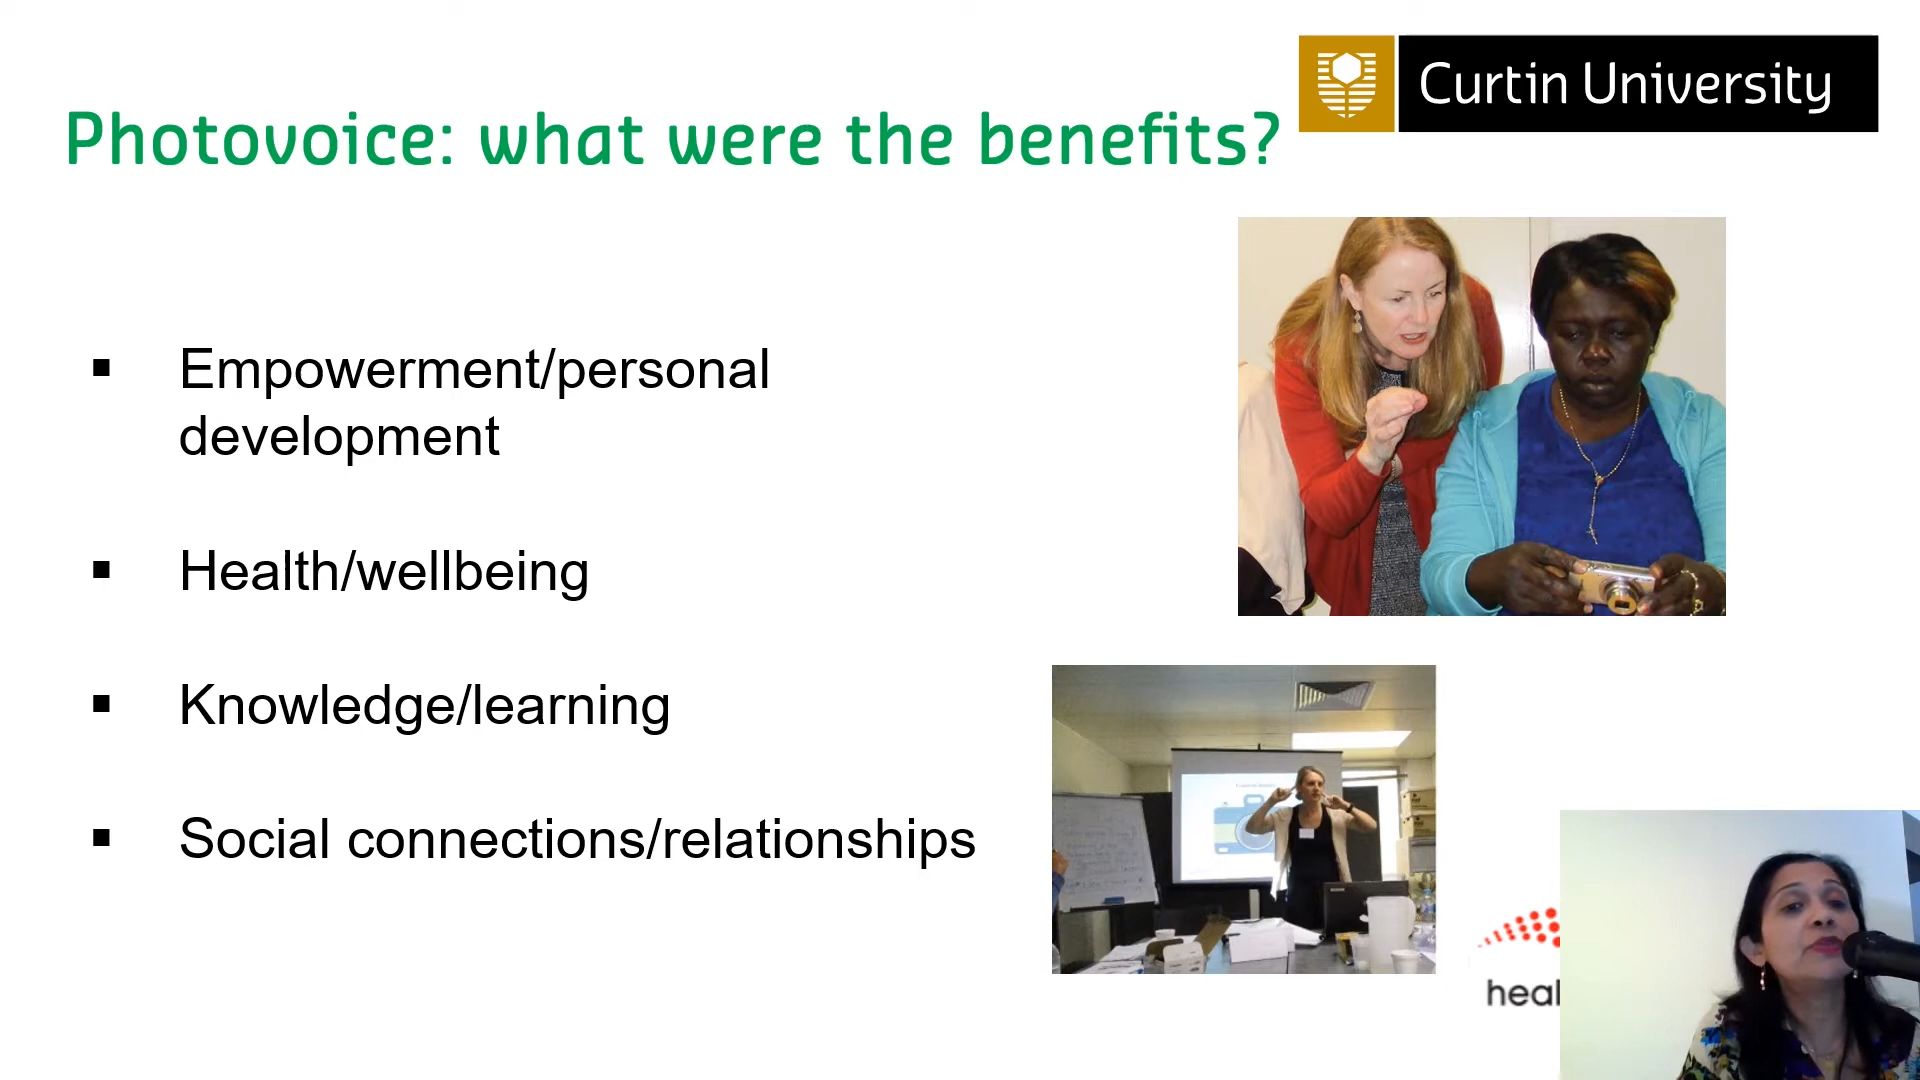 Curtin University
Photovoice: what were the benefits?
▪ Empowerment/personal
development
▪ Health/wellbeing
▪ Knowledge/learning
▪ Social connections/relationships
heal